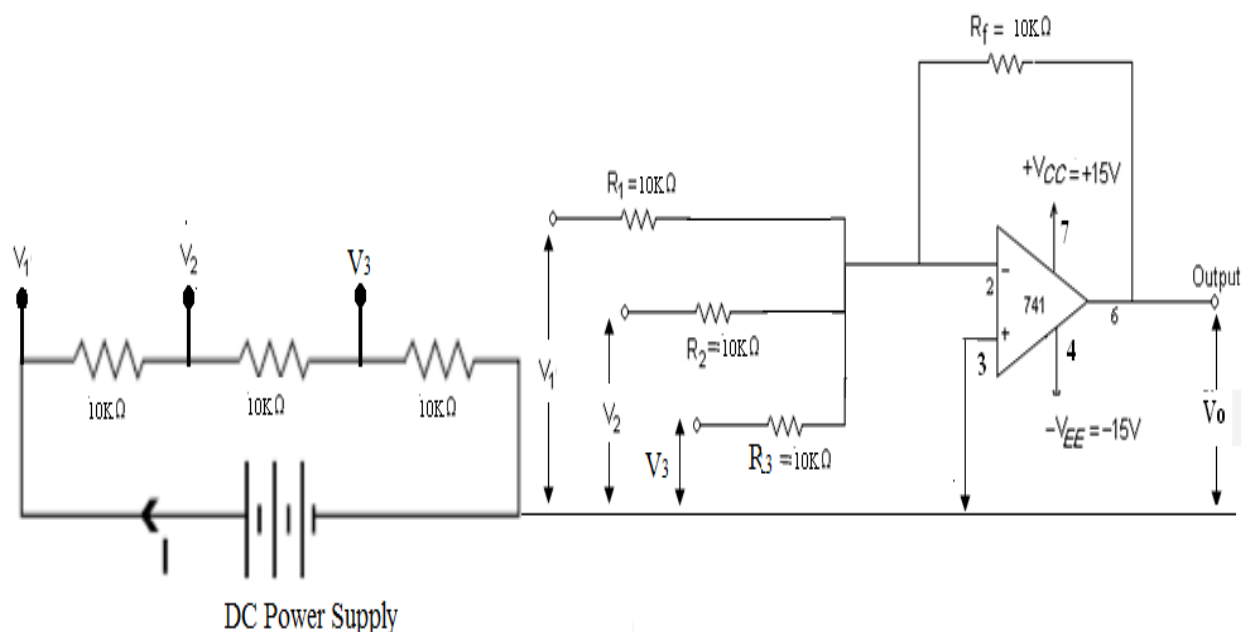 V1
V2
V3
10KΩ
10KΩ
10KΩ
I
DC Power Supply
Rf = 10KΩ
R1 =10KΩ
R2 =10KΩ
R3 =10KΩ
V1
V2
V3
+VCC =+15V
7
2
−
741
+
3
4
6
−VEE =−15V
Output
Vo